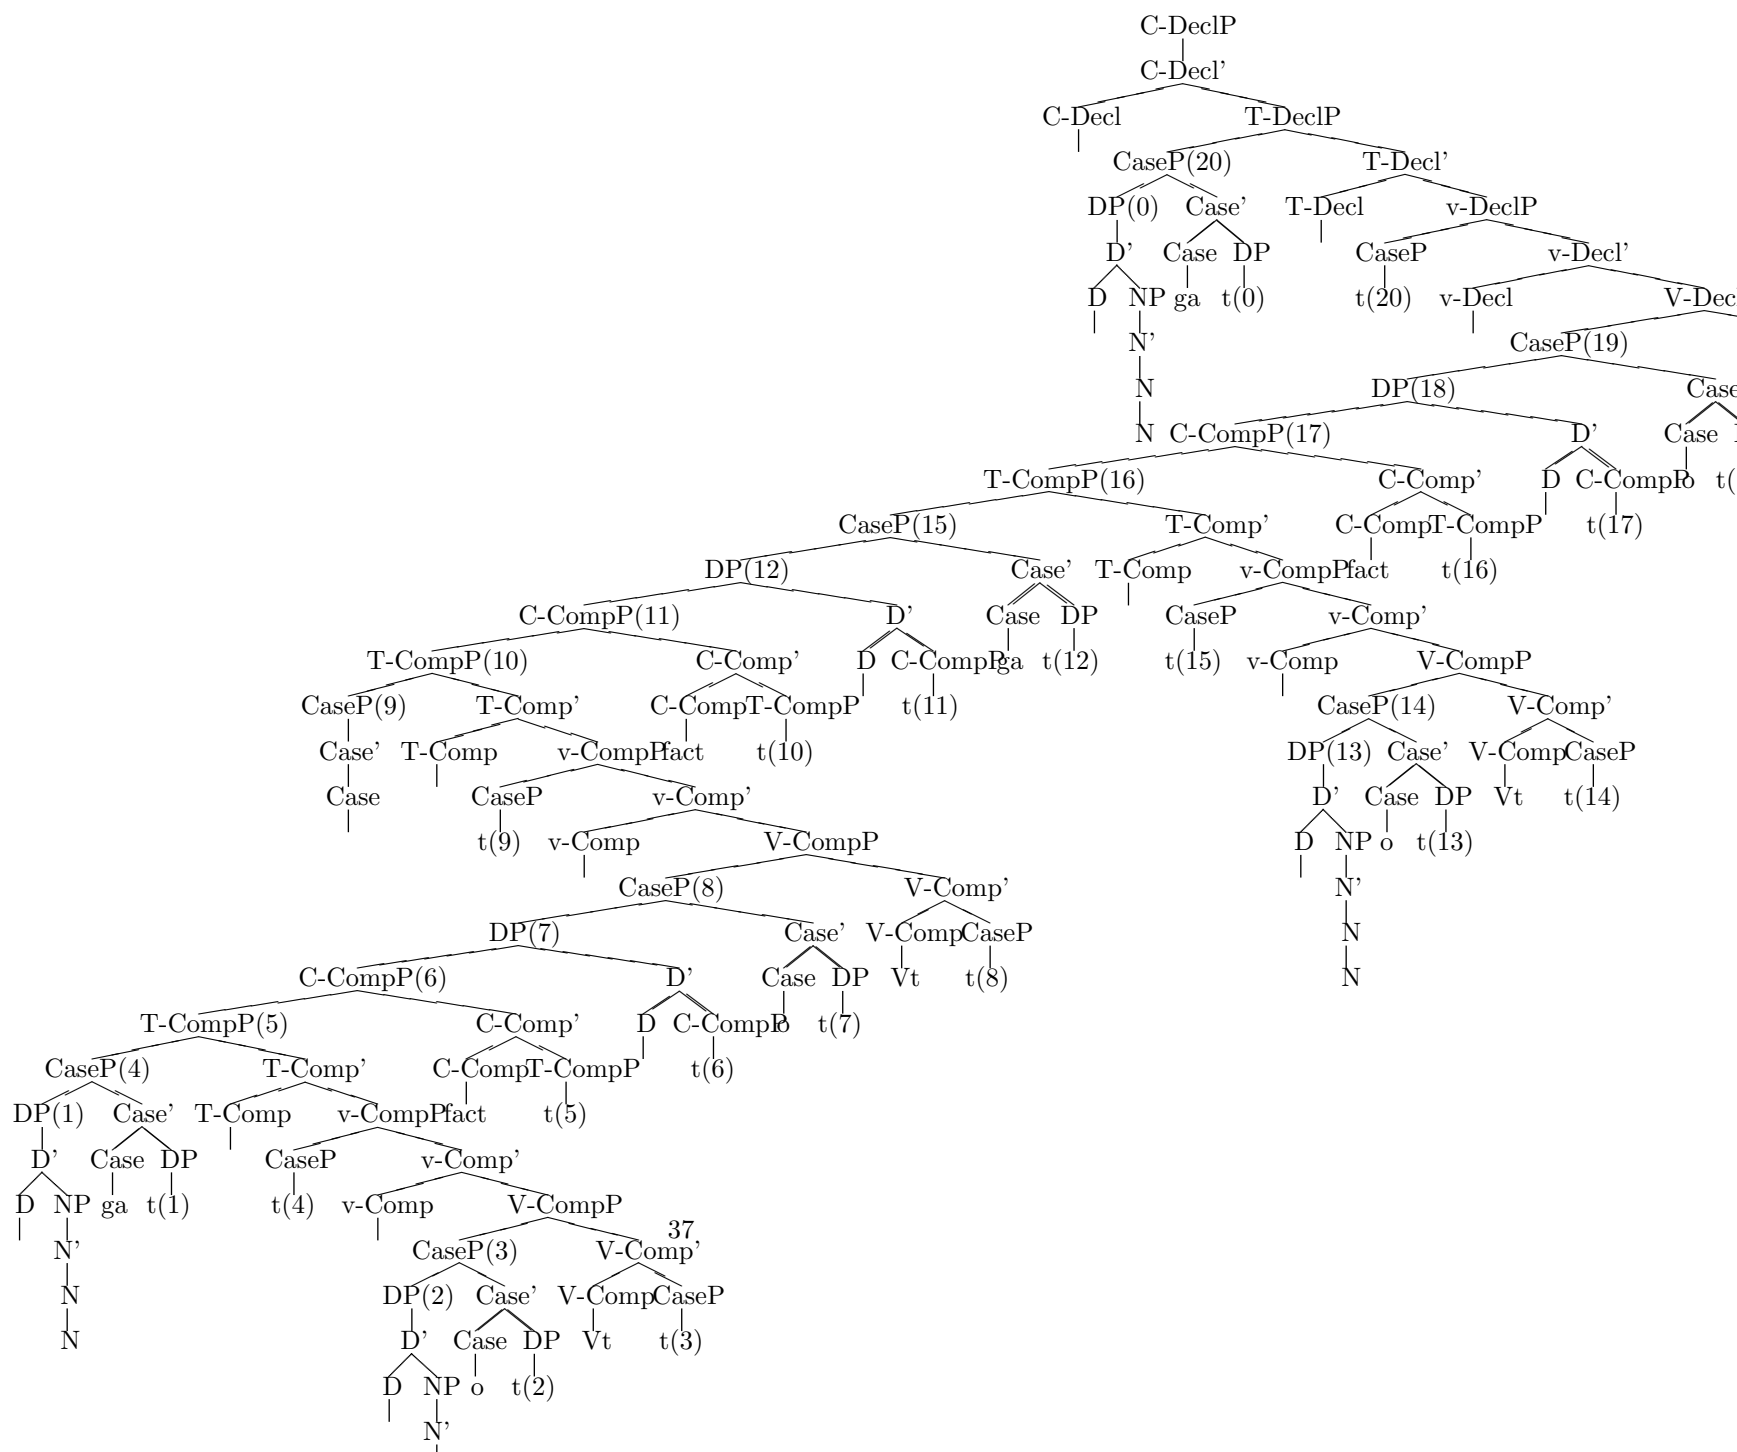 C-DeclP
C-Decl'
C-Decl T-DeclP
CaseP(20) T-Decl'
DP(0) Case' T-Decl v-DeclP
D' Case DP CaseP v-Decl'
D NP ga t(0) t(20) v-Decl
N' CaseP(19)
N DP(18)
N C-CompP(17) D' Case
T-CompP(16) C-Comp' D C-CompP o
CaseP(15) T-Comp' C-Comp T-CompP t(17)
DP(12) Case' T-Comp v-CompP fact t(16)
C-CompP(11) D' Case DP CaseP v-Comp'
T-CompP(10) C-Comp' D C-CompP ga t(12) t(15) v-Comp V-CompP
CaseP(9) T-Comp' C-Comp T-CompP t(11) CaseP(14) V-Comp'
Case' T-Comp v-CompP fact t(10) DP(13) Case' V-Comp CaseP
Case CaseP v-Comp' D' Case DP Vt t(14)
t(9) v-Comp V-CompP D NP o t(13)
CaseP(8) V-Comp' N'
DP(7) Case' V-Comp CaseP N
C-CompP(6) D' Case DP Vt t(8) N
T-CompP(5) C-Comp' D C-CompP o t(7)
CaseP(4) T-Comp' C-Comp T-CompP t(6)
DP(1) Case' T-Comp v-CompP fact t(5)
D' Case DP CaseP v-Comp'
D NP ga t(1) t(4) v-Comp V-CompP
37
N' CaseP(3) V-Comp'
N DP(2) Case' V-Comp CaseP
N D' Case DP Vt t(3)
D NP o t(2)
N'